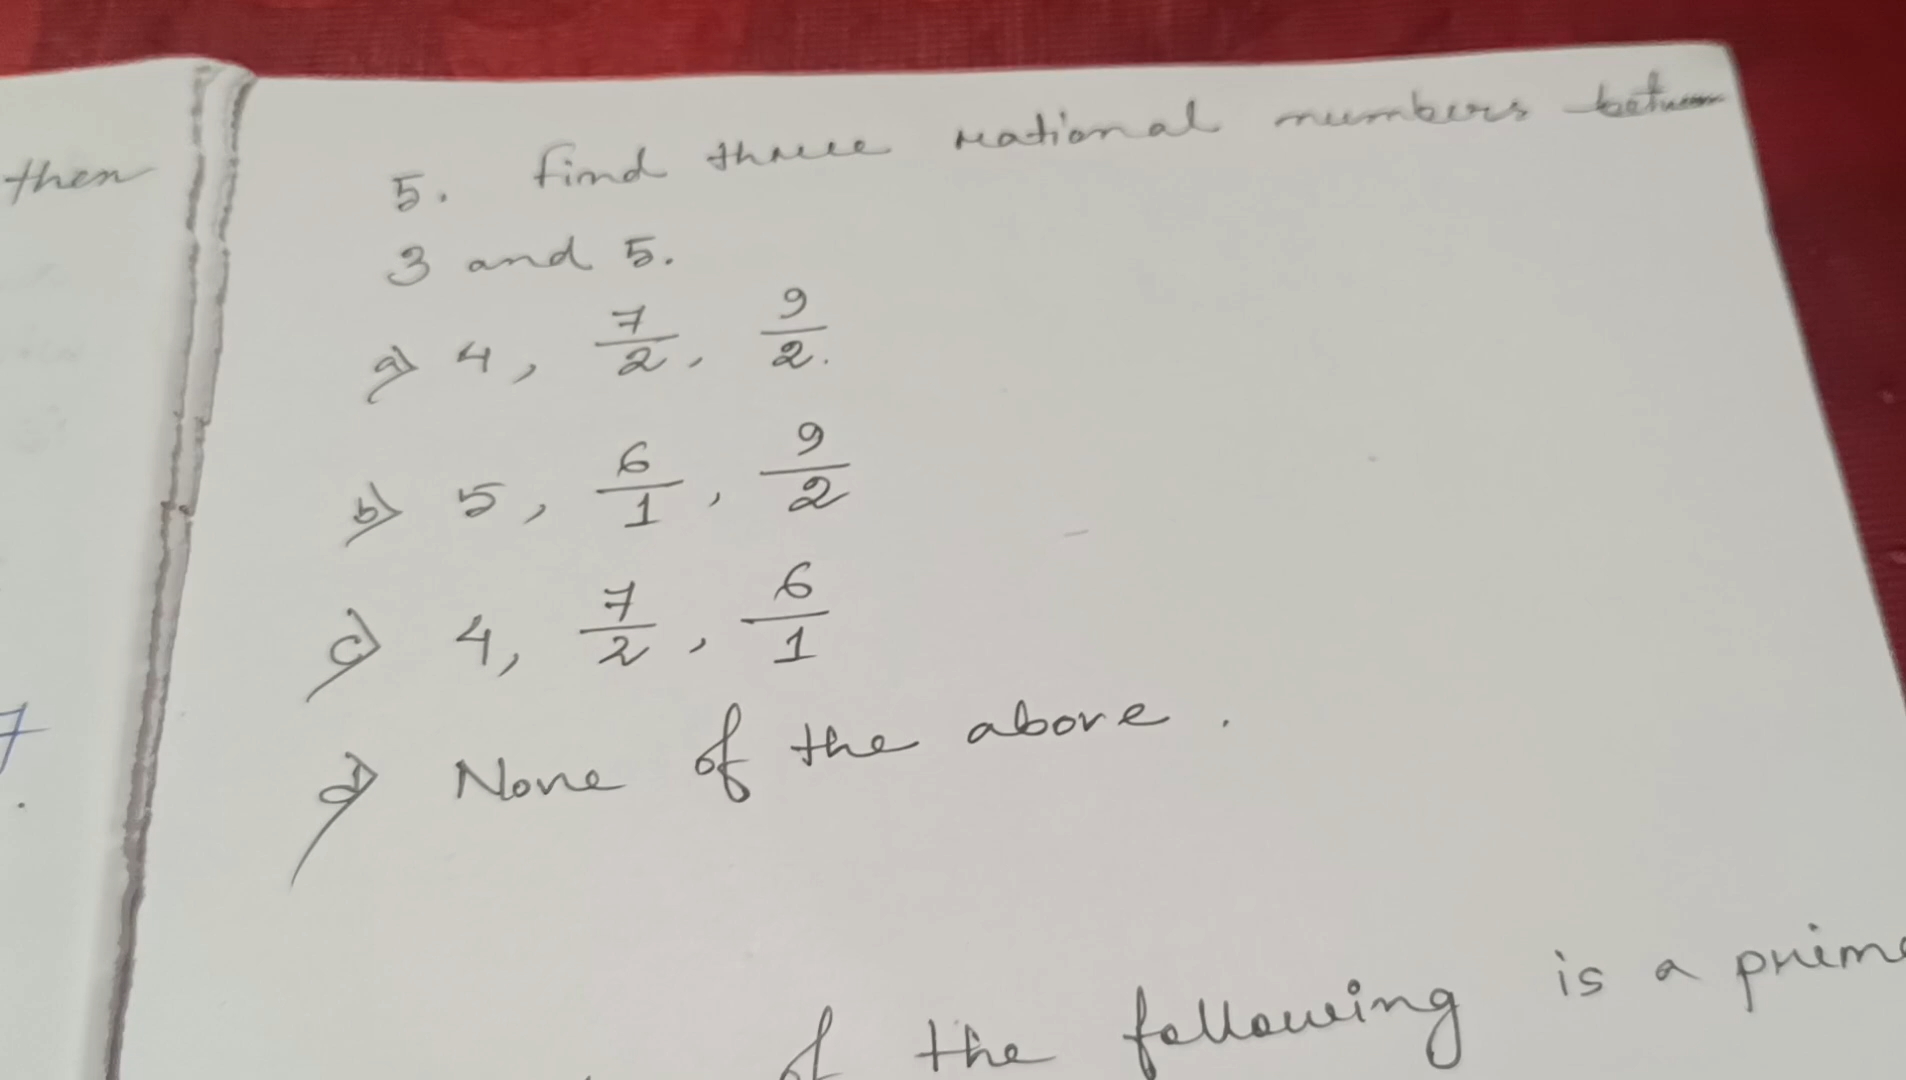 then
5. Find three rational numbers between
3 and 5.
a) 4, 7/2, 9/2.
b) 5, 6/1, 9/2
c) 4, 7/2, 6/1
7
d) None of the above.
.
of the following is a prime